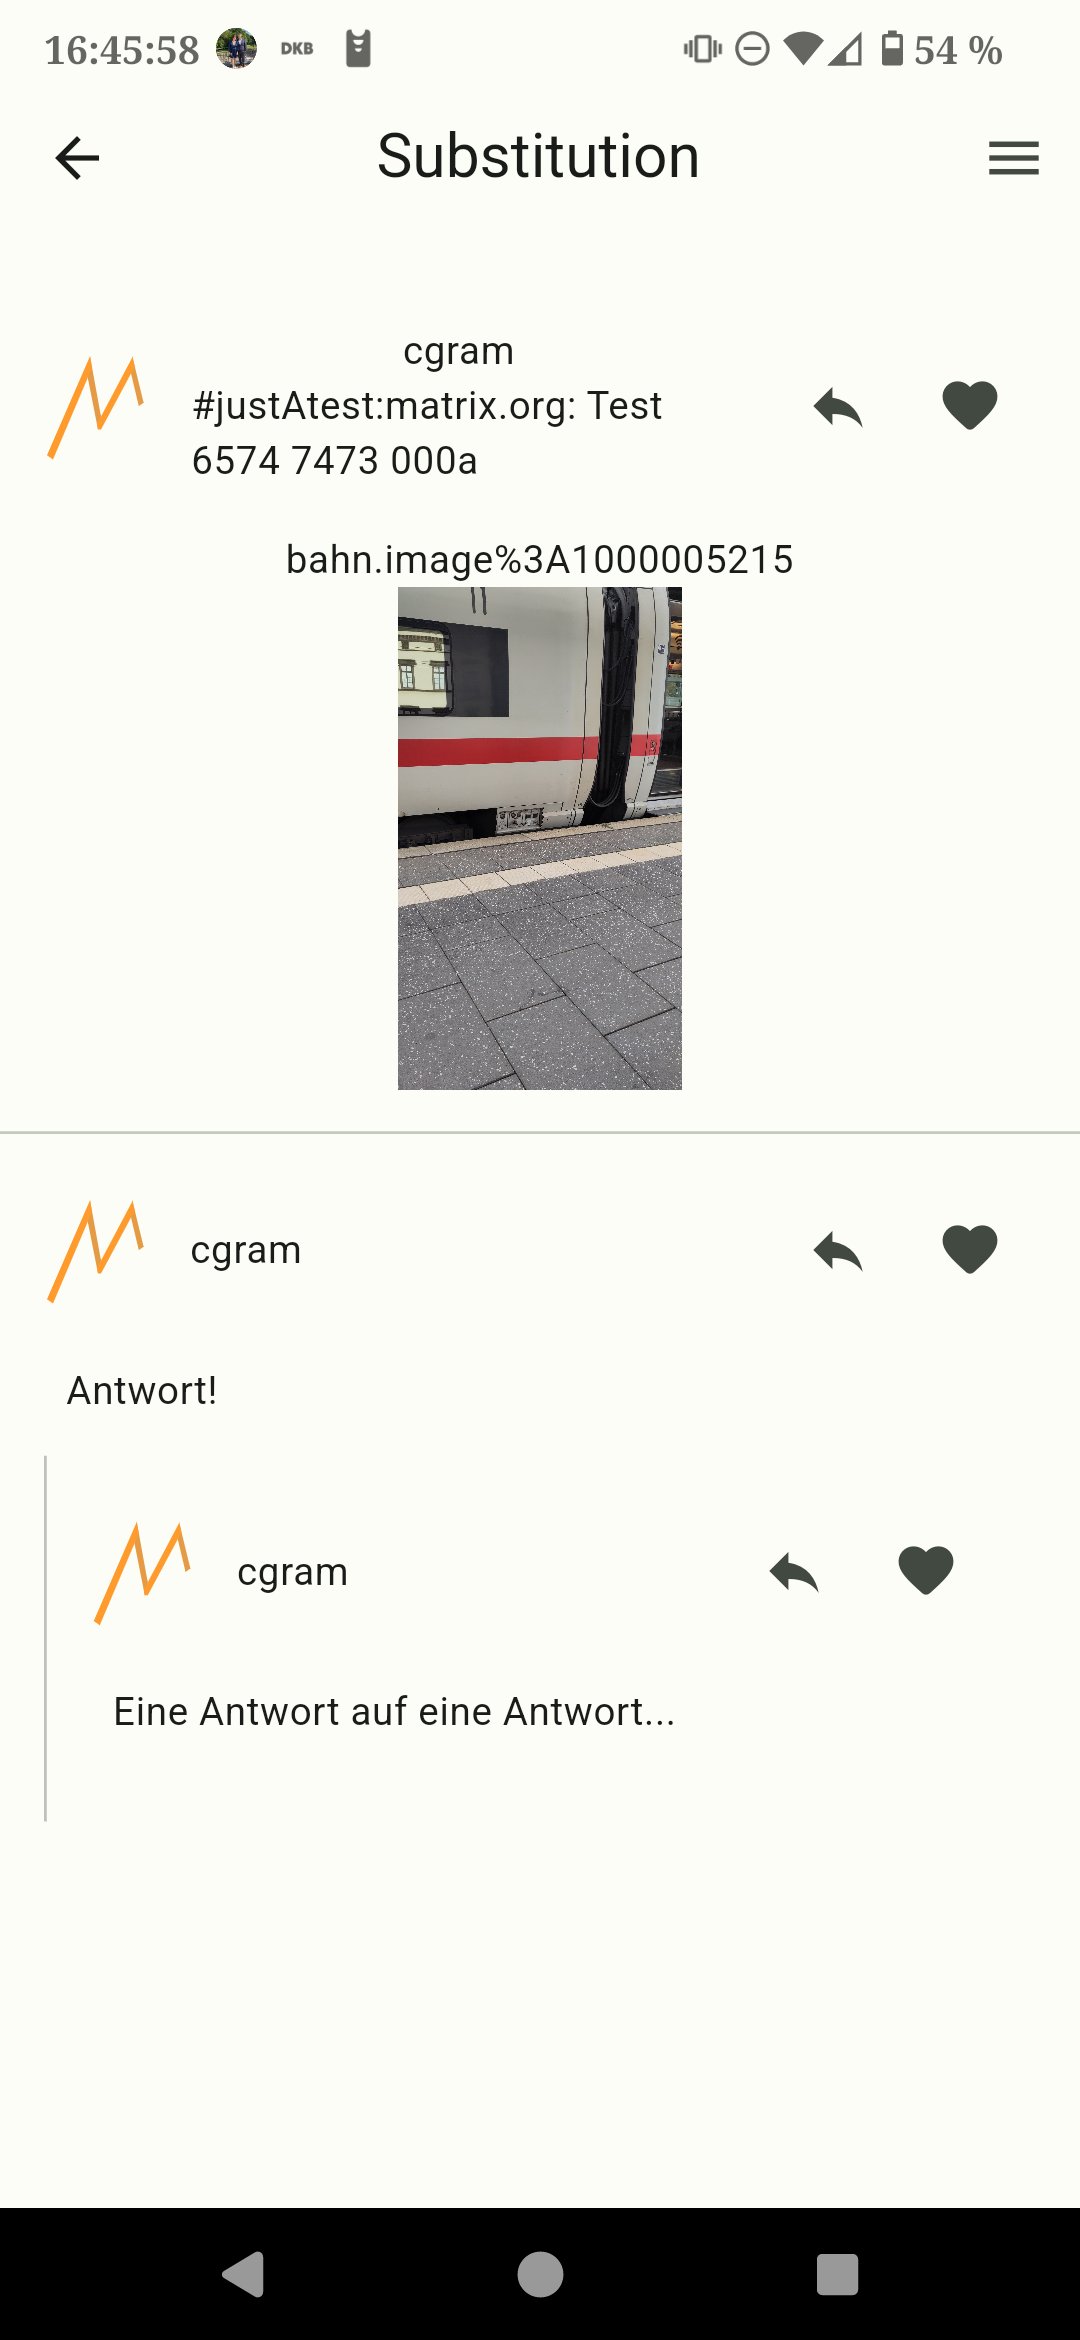 16:45:58 DKB 54 %
Substitution
cgram
#justAtest:matrix.org: Test
6574 7473 000a
bahn.image%3A1000005215
cgram
Antwort!
cgram
Eine Antwort auf eine Antwort...